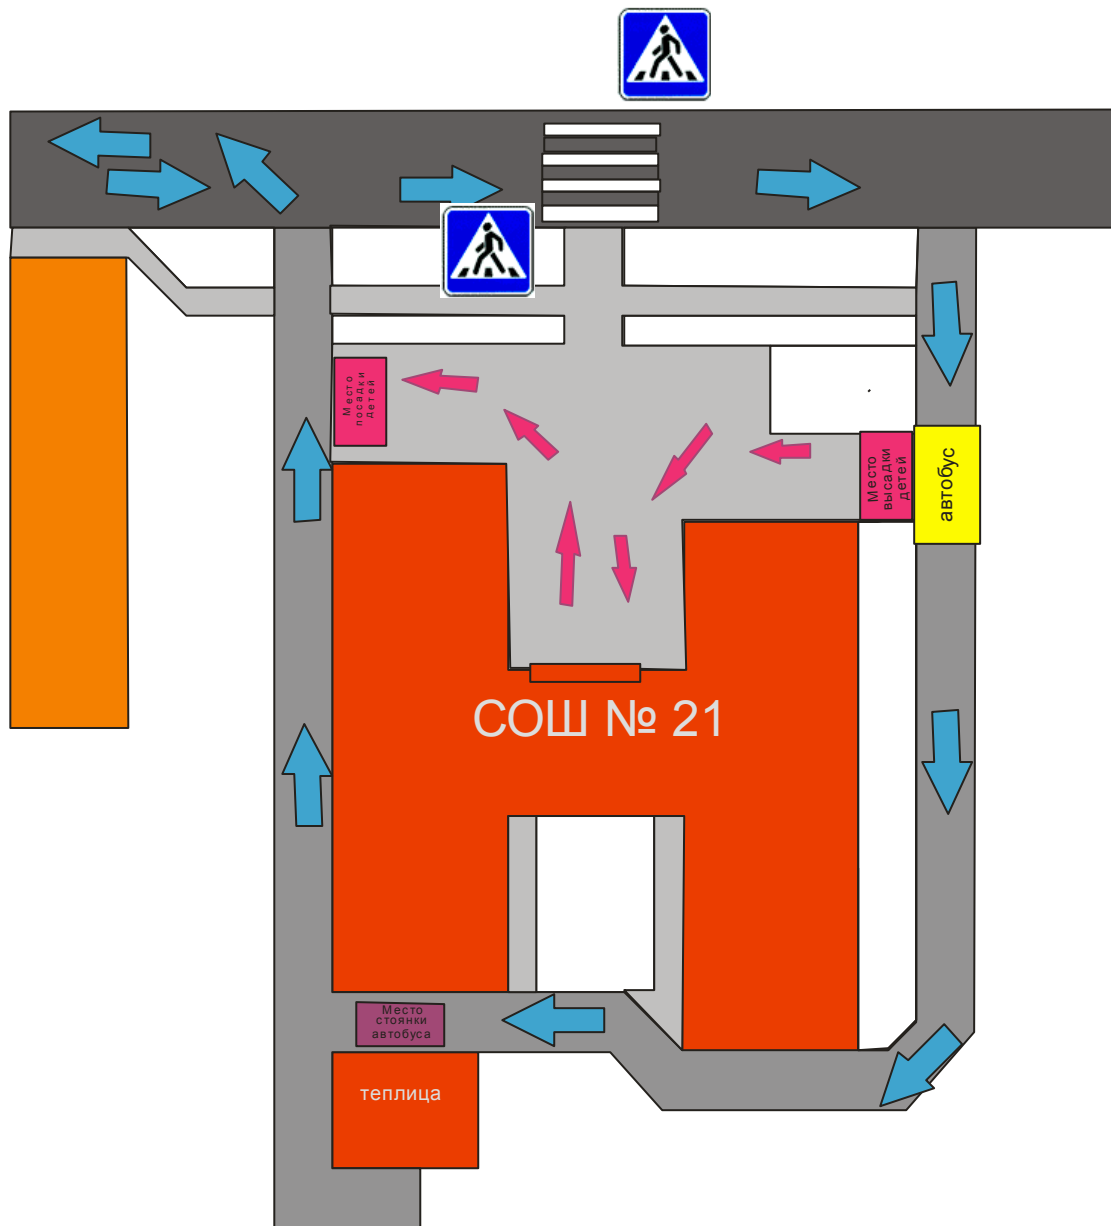 Место
посадки
детей
Место
высадки
детей
автобус
СОШ № 21
Место
стоянки
автобуса
теплица